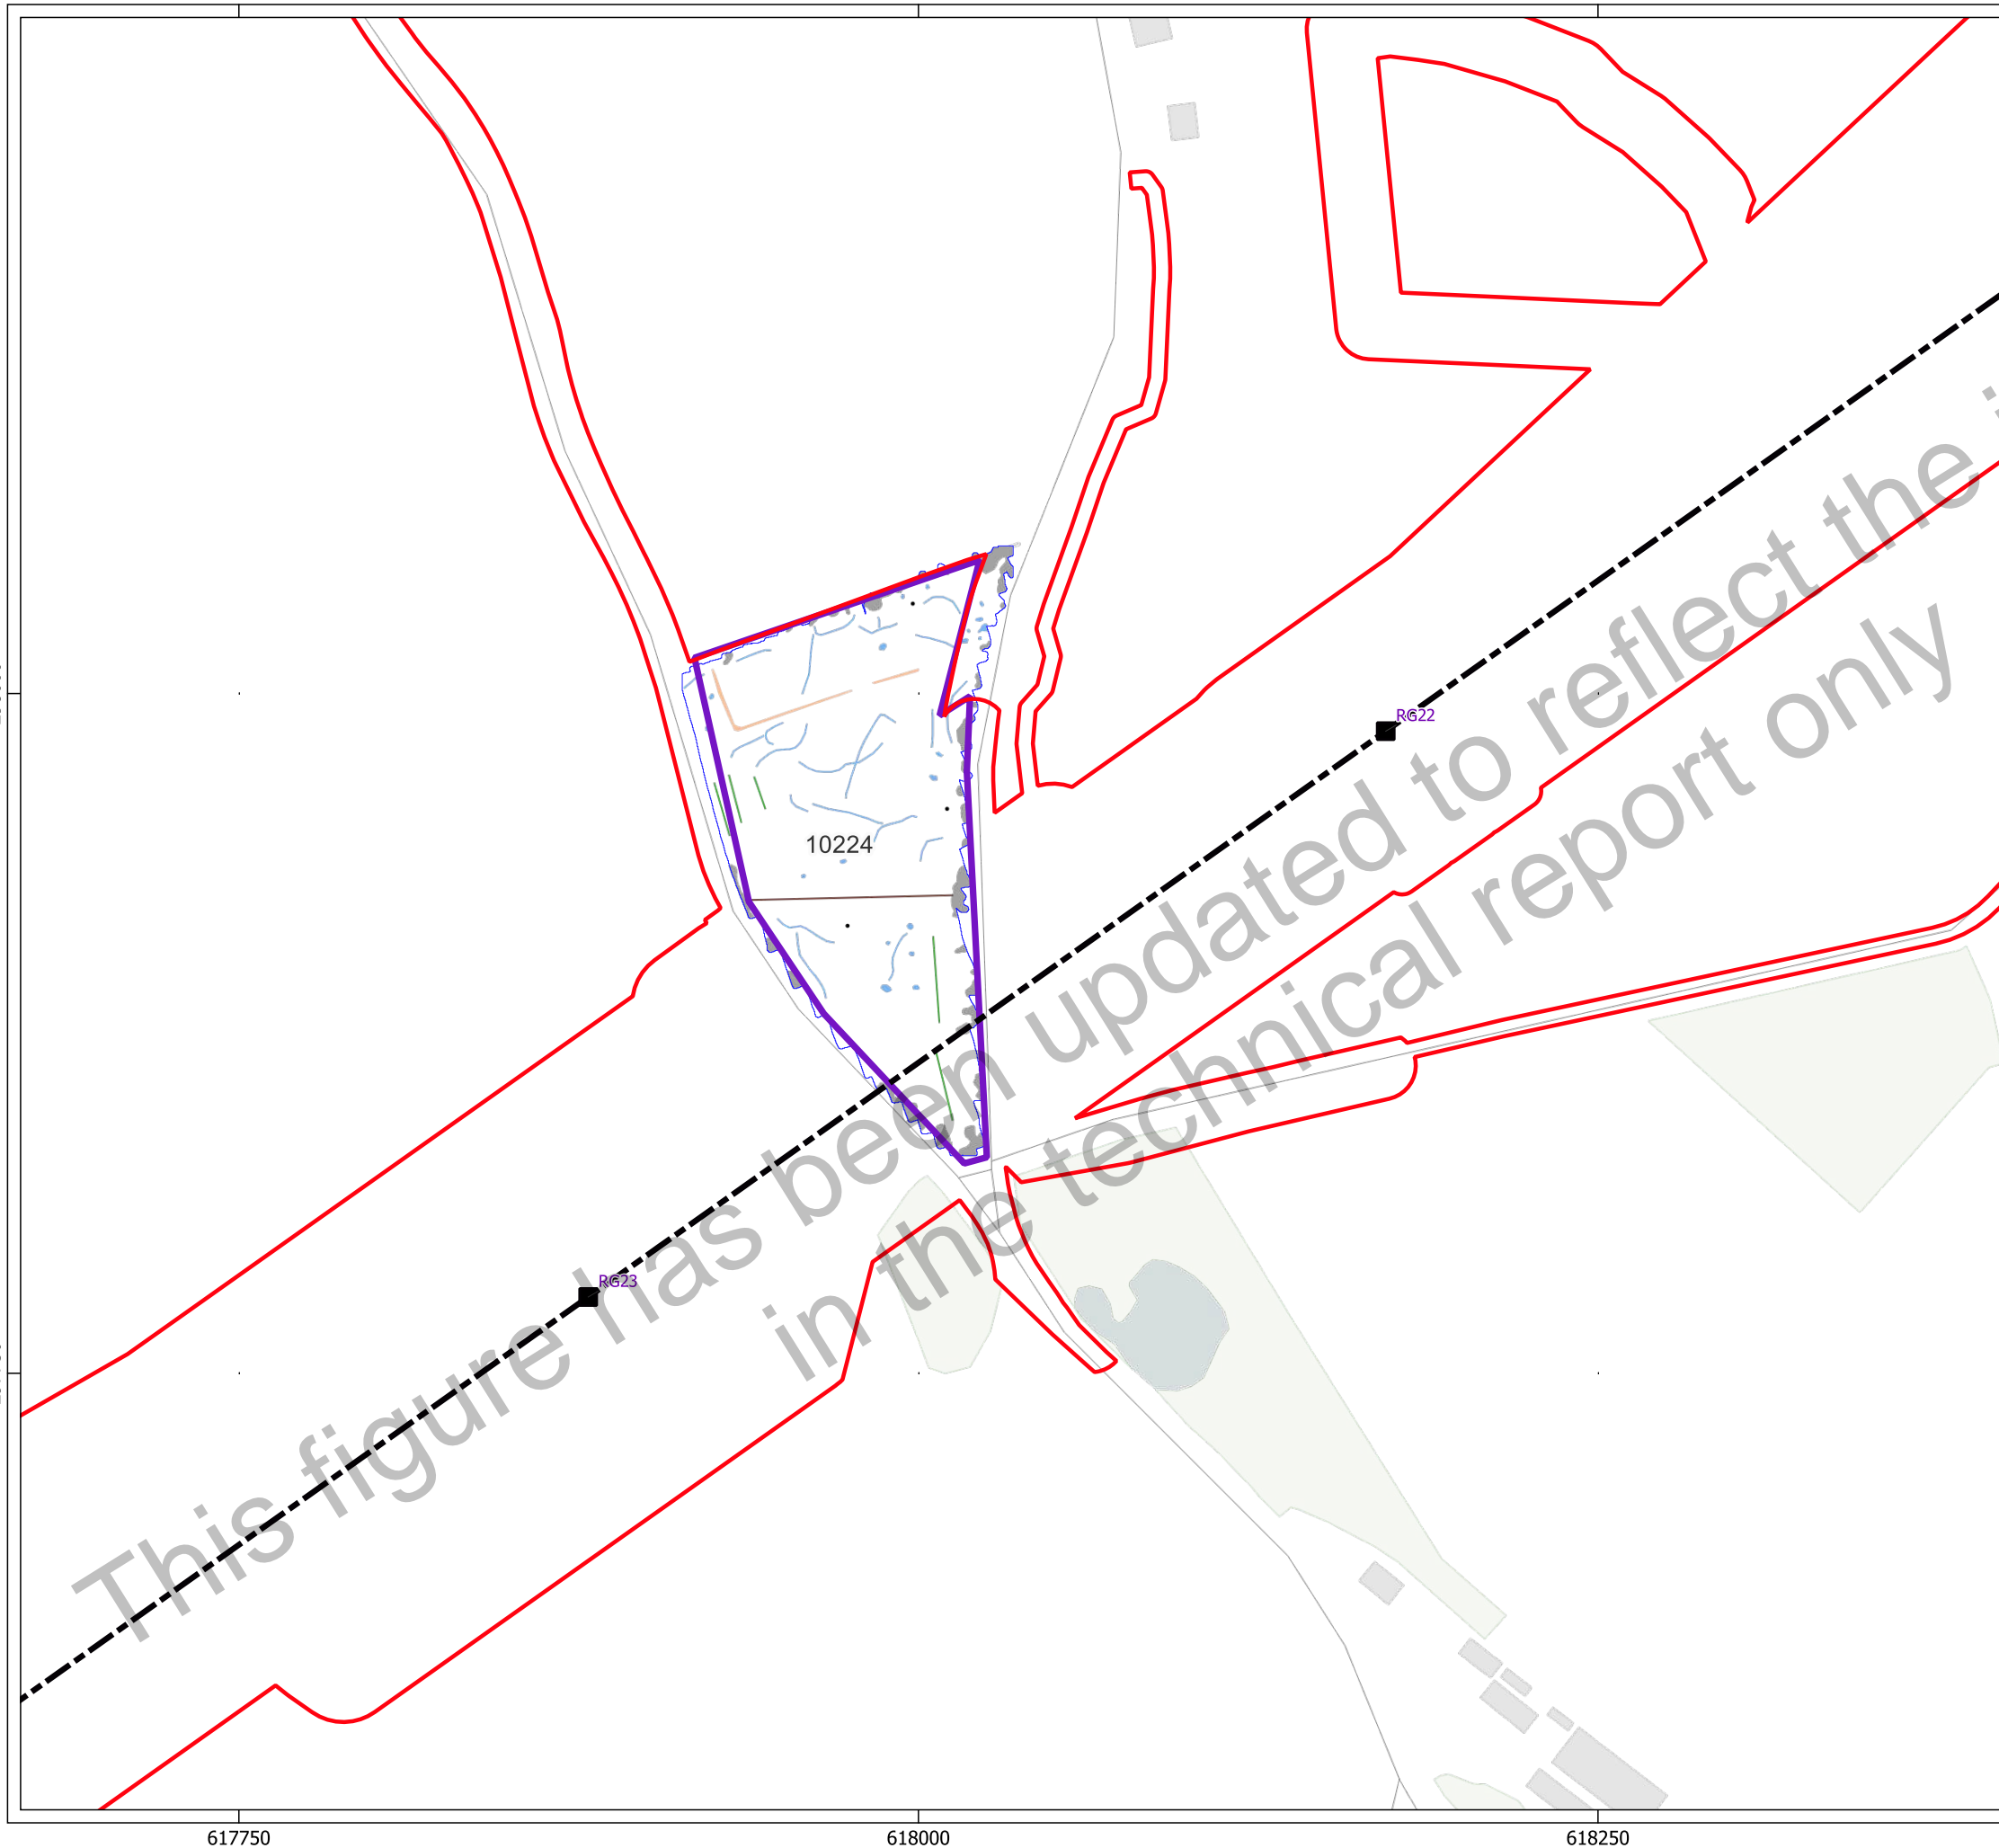 This figure has been updated to reflect the
in the technical report only
RG22
10224
RG23
617750
618000
618250